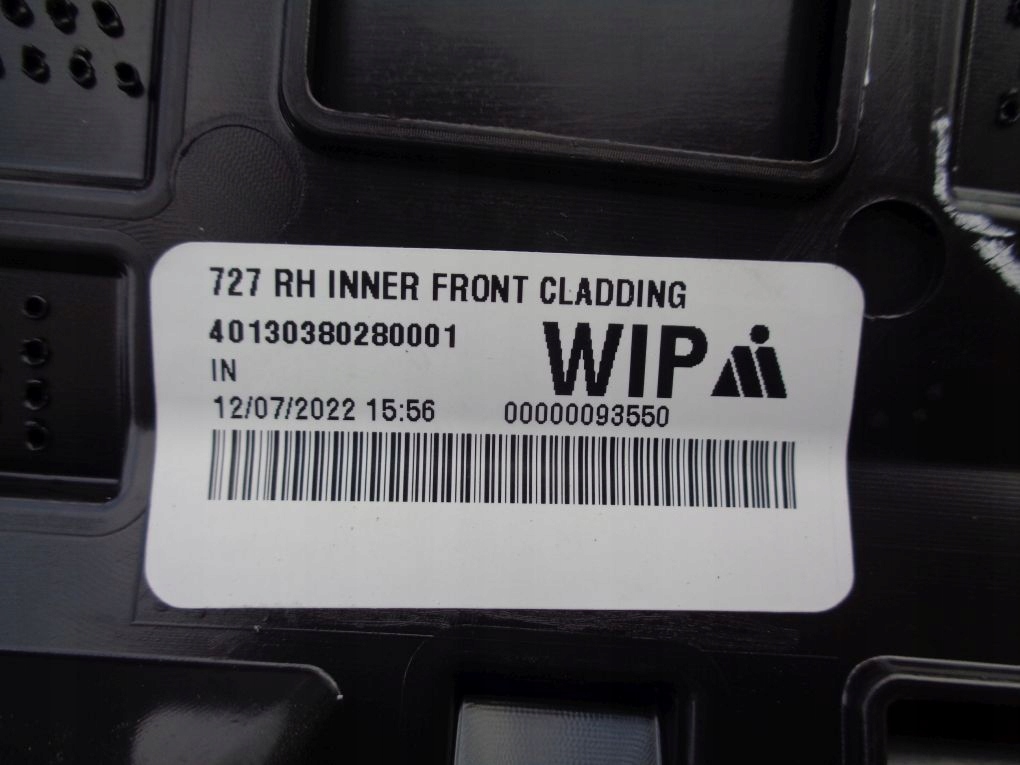 727 RH INNER FRONT CLADDING
40130380280001
WIP
IN
12/07/2022 15:56 00000093550